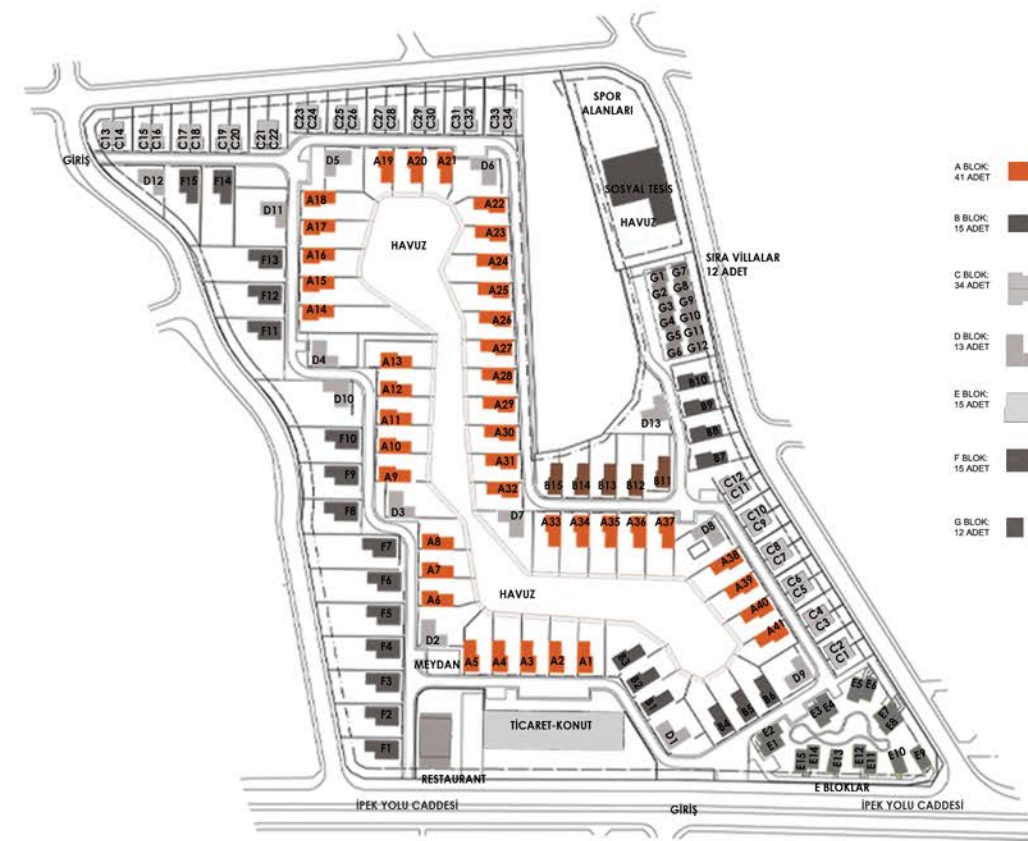 SPOR
ALANLARI
C13
C14
C15
C16
C17
C18
C19
C20
C21
C22
C23
C24
C25
C26
C27
C28
C29
C30
C31
C32
C33
C34
GİRİŞ
D12
F15
F14
D11
D5
A19
A20
A21
D6
SOSYAL TESİS
HAVUZ
A BLOK:
41 ADET
A18
A17
A16
A15
A14
HAVUZ
A22
A23
A24
A25
A26
A27
A28
A29
A30
A31
A32
B BLOK:
15 ADET
SIRA VİLLALAR
12 ADET
C BLOK:
34 ADET
F13
F12
F11
G1
G2
G3
G4
G5
G6
G7
G8
G9
G10
G11
G12
D BLOK:
13 ADET
D4
A13
A12
A11
A10
A9
D10
F10
F9
F8
D3
D13
B10
B9
B8
B7
E BLOK:
15 ADET
F BLOK:
15 ADET
B15
B14
B13
B12
B11
C12
C11
C10
C9
C8
C7
C6
C5
C4
C3
C2
C1
G BLOK:
12 ADET
D7
A33
A34
A35
A36
A37
D8
A38
A39
A40
A41
F7
F6
F5
F4
F3
F2
F1
A8
A7
A6
D2
HAVUZ
MEYDAN
A5
A4
A3
A2
A1
B3
B2
B1
D1
B4
B5
B6
D9
TİCARET-KONUT
RESTAURANT
E5
E6
E3
E4
E7
E8
E2
E1
E15
E14
E13
E12
E11
E10
E9
E BLOKLAR
İPEK YOLU CADDESİ
GİRİŞ
İPEK YOLU CADDESİ